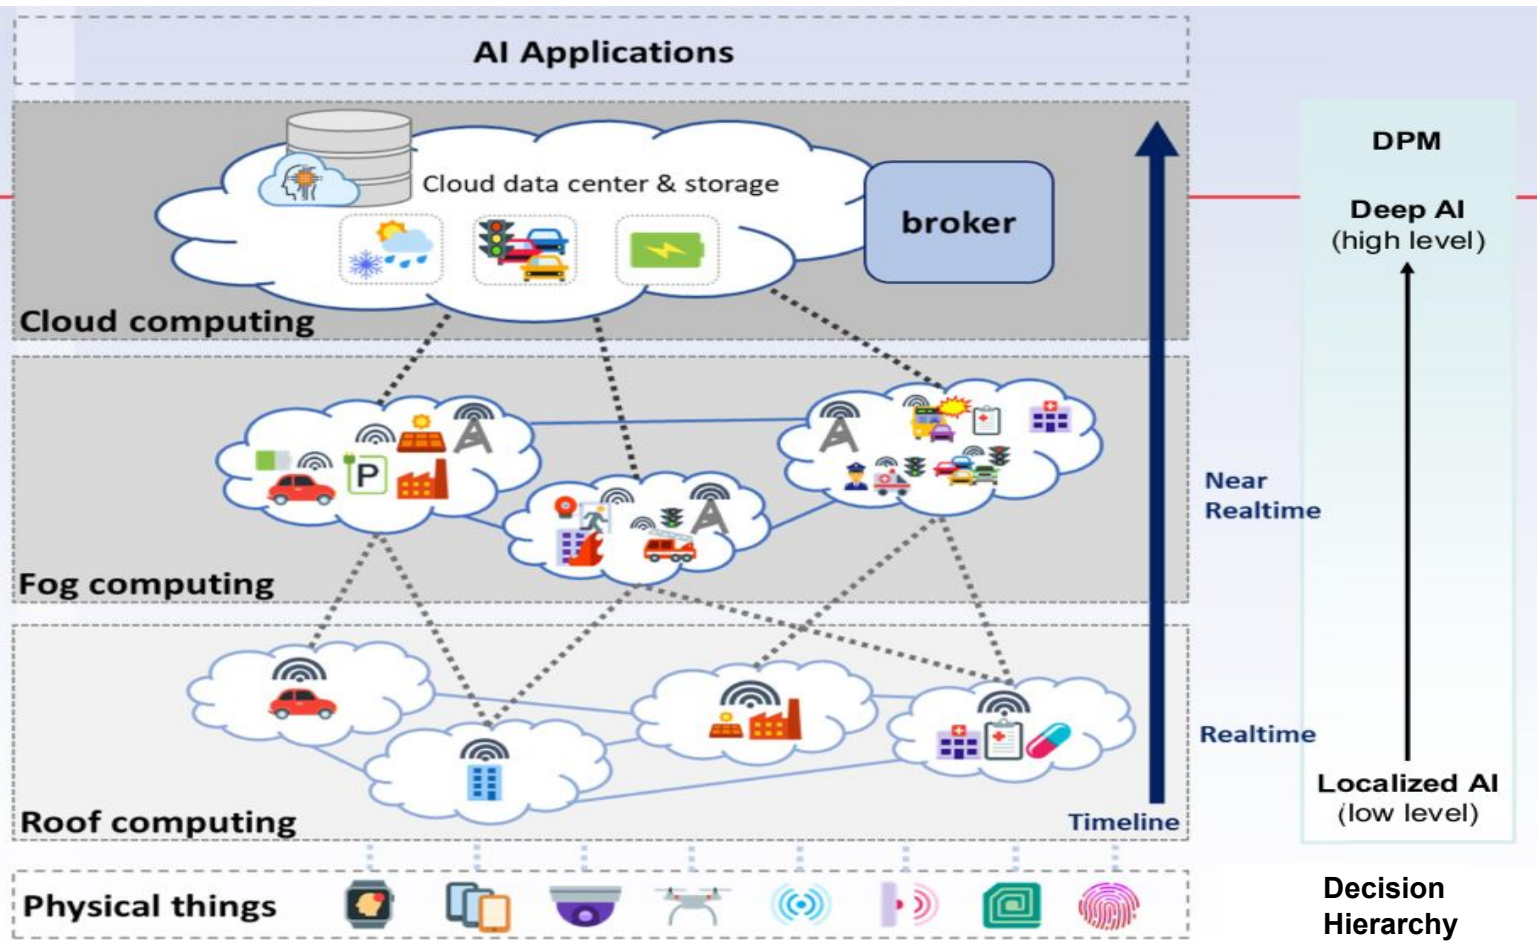 AI Applications
Cloud data center & storage
broker
Cloud computing
P
Fog computing
Near
Realtime
Realtime
Roof computing
Timeline
Physical things
DPM
Deep AI
(high level)
Localized AI
(low level)
Decision
Hierarchy